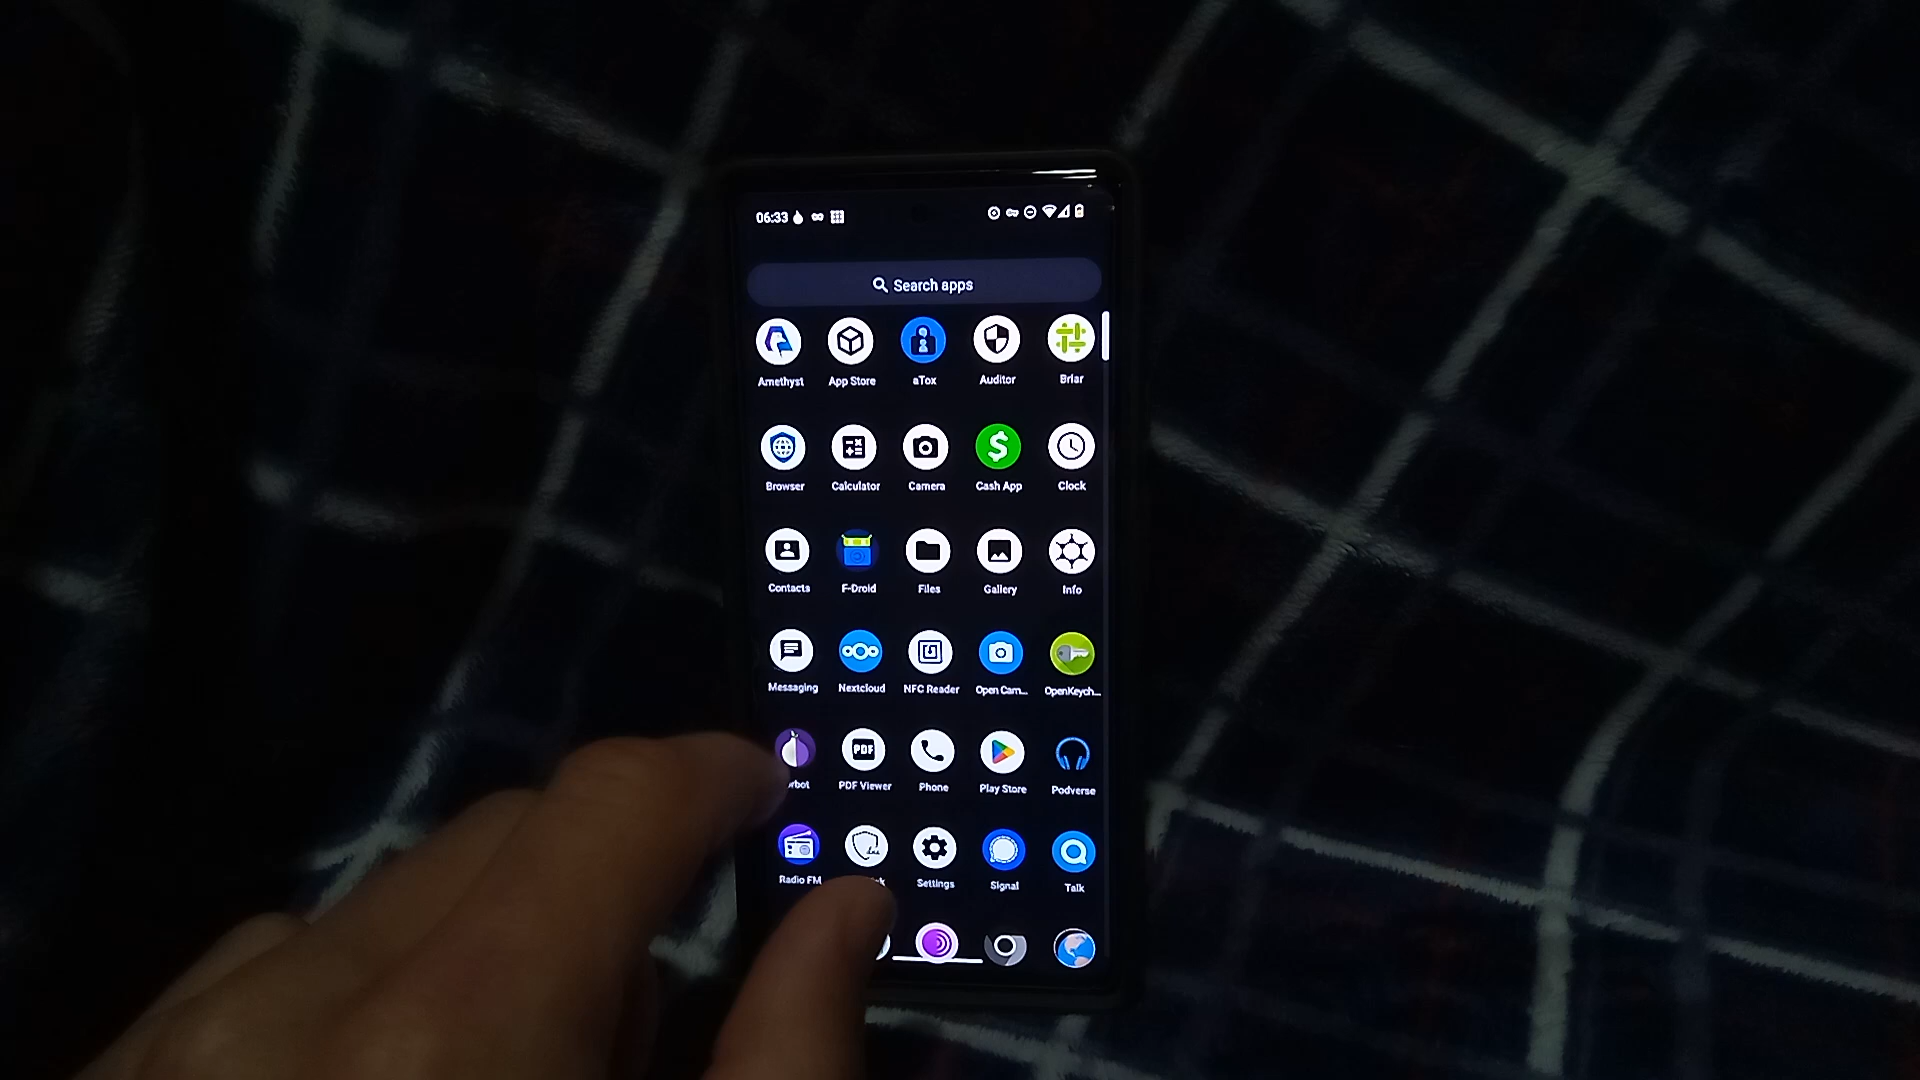 06:33
Search apps
Amethyst App Store aTox Auditor Briar
Browser Calculator Camera Cash App Clock
Contacts F-Droid Files Gallery Info
Messaging Nextcloud NFC Reader Open Cam... OpenKeych...
PDF
rbot PDF Viewer Phone Play Store Podverse
Radio FM Settings Signal Talk